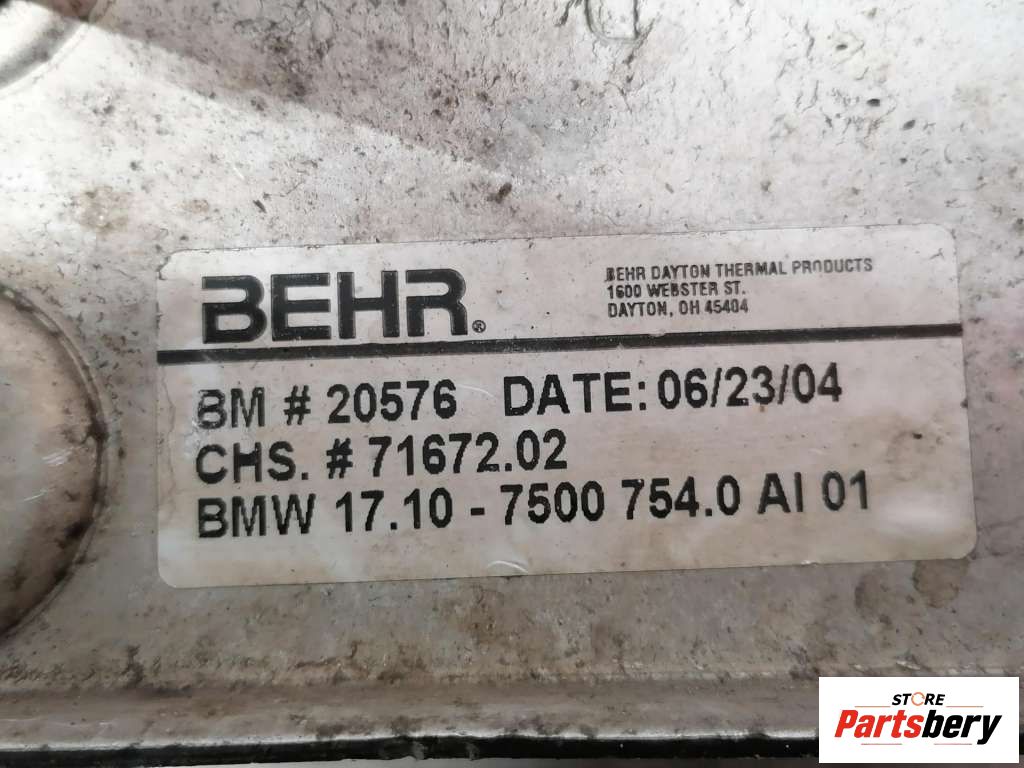 BEHR®
BEHR DAYTON THERMAL PRODUCTS
1600 WEBSTER ST.
DAYTON, OH 45404
BM # 20576 DATE: 06/23/04
CHS. # 71672.02
BMW 17.10 - 7500 754.0 AI 01
STORE
Partsbery